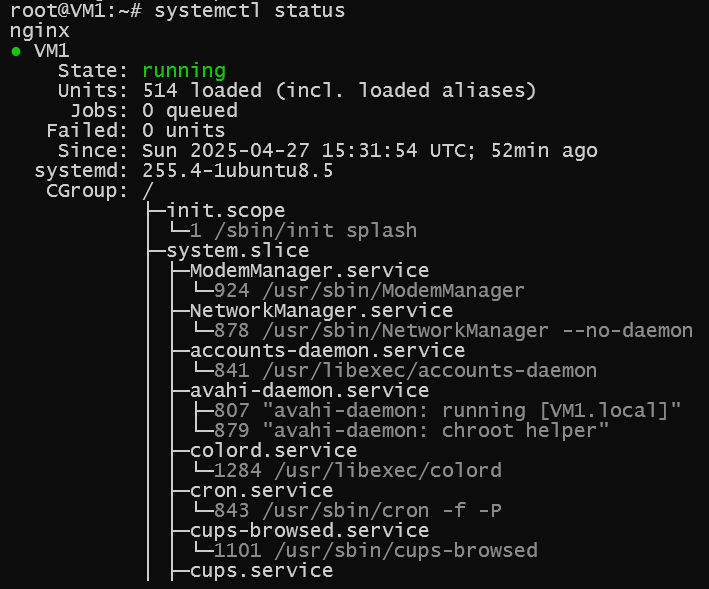 root@VM1:~# systemctl status
nginx
● VM1
    State: running
    Units: 514 loaded (incl. loaded aliases)
     Jobs: 0 queued
   Failed: 0 units
    Since: Sun 2025-04-27 15:31:54 UTC; 52min ago
  systemd: 255.4-1ubuntu8.5
   CGroup: /
           ├─init.scope
           │ └─1 /sbin/init splash
           ├─system.slice
           │ ├─ModemManager.service
           │ │ └─924 /usr/sbin/ModemManager
           │ ├─NetworkManager.service
           │ │ └─878 /usr/sbin/NetworkManager --no-daemon
           │ ├─accounts-daemon.service
           │ │ └─841 /usr/libexec/accounts-daemon
           │ ├─avahi-daemon.service
           │ │ ├─807 "avahi-daemon: running [VM1.local]"
           │ │ └─879 "avahi-daemon: chroot helper"
           │ ├─colord.service
           │ │ └─1284 /usr/libexec/colord
           │ ├─cron.service
           │ │ └─843 /usr/sbin/cron -f -P
           │ ├─cups-browsed.service
           │ │ └─1101 /usr/sbin/cups-browsed
           │ ├─cups.service